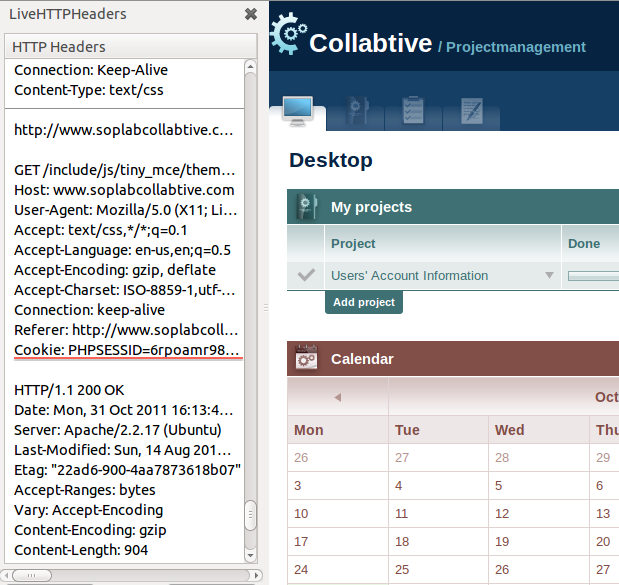 LiveHTTPHeaders
HTTP Headers
Connection: Keep-Alive
Content-Type: text/css
http://www.soplabcollabtive.c...
GET /include/js/tiny_mce/them...
Host: www.soplabcollabtive.com
User-Agent: Mozilla/5.0 (X11; Li...
Accept: text/css,*/*;q=0.1
Accept-Language: en-us,en;q=0.5
Accept-Encoding: gzip, deflate
Accept-Charset: ISO-8859-1,utf-...
Connection: keep-alive
Referer: http://www.soplabcoll...
Cookie: PHPSESSID=6rpoamr98...
HTTP/1.1 200 OK
Date: Mon, 31 Oct 2011 16:13:4...
Server: Apache/2.2.17 (Ubuntu)
Last-Modified: Sun, 14 Aug 201...
Etag: "22ad6-900-4aa7873618b07"
Accept-Ranges: bytes
Vary: Accept-Encoding
Content-Encoding: gzip
Content-Length: 904
Collabtive / Projectmanagement
Desktop
My projects
Project Done
Users' Account Information
Add project
Calendar
Oc
Mon Tue Wed Thu
26 27 28 29
3 4 5 6
10 11 12 13
17 18 19 20
24 25 26 27